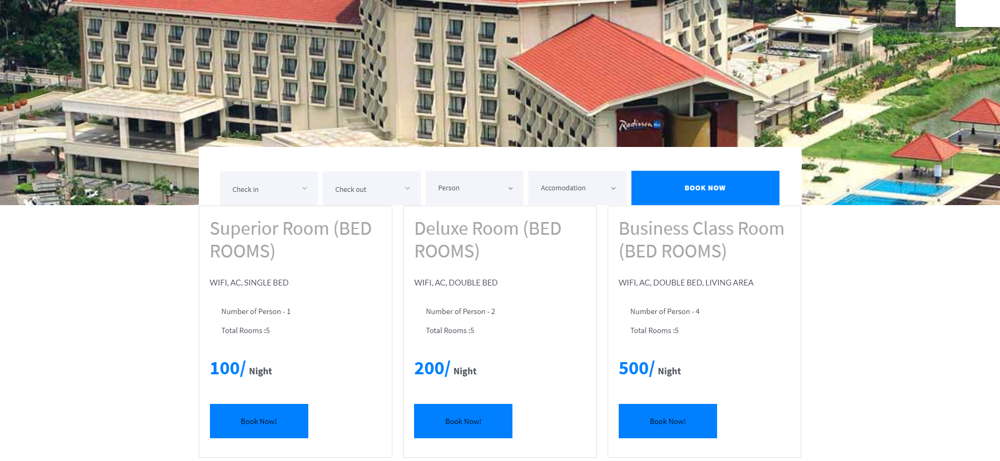 Radisson
Check in
Check out
Person
Accomodation
BOOK NOW
Superior Room (BED
ROOMS)
WIFI, AC, SINGLE BED
Number of Person - 1
Total Rooms :5
100/ Night
Book Now!
Deluxe Room (BED
ROOMS)
WIFI, AC, DOUBLE BED
Number of Person - 2
Total Rooms :5
200/ Night
Book Now!
Business Class Room
(BED ROOMS)
WIFI, AC, DOUBLE BED, LIVING AREA
Number of Person - 4
Total Rooms :5
500/ Night
Book Now!